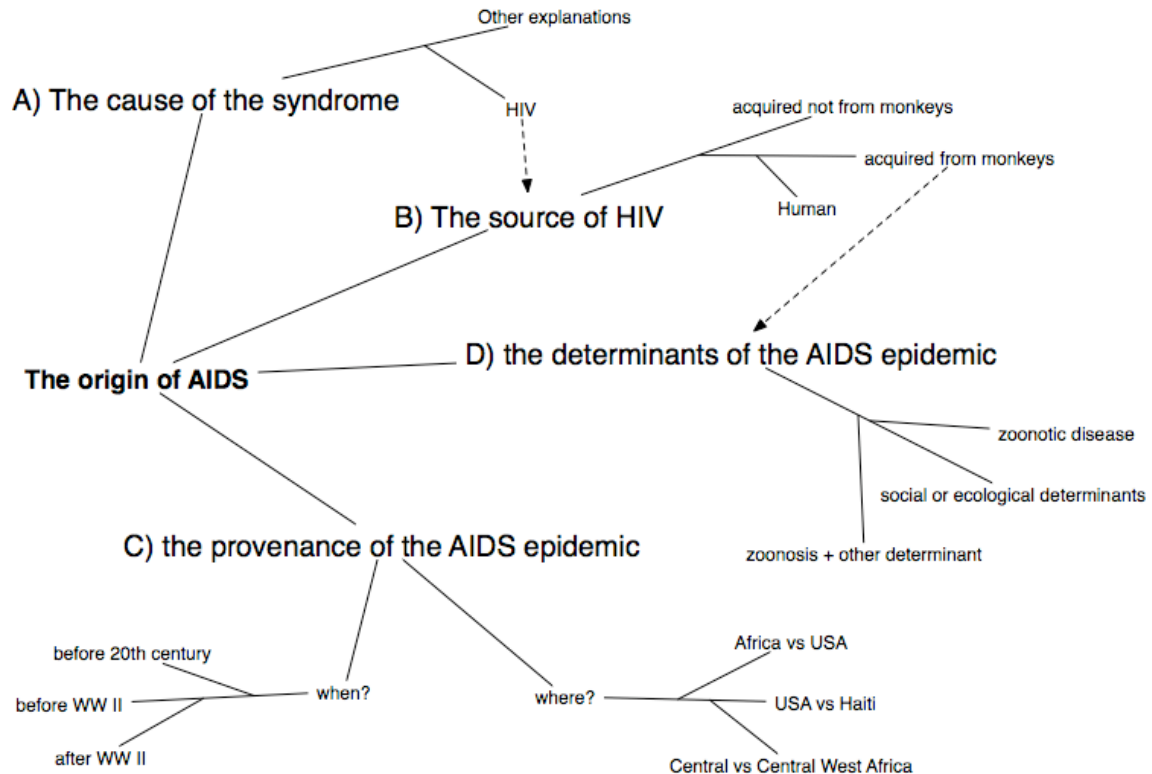 Other explanations
A) The cause of the syndrome
HIV
acquired not from monkeys
acquired from monkeys
Human
B) The source of HIV
D) the determinants of the AIDS epidemic
The origin of AIDS
zoonotic disease
social or ecological determinants
zoonosis + other determinant
C) the provenance of the AIDS epidemic
before 20th century
before WW II
after WW II
when?
where?
Africa vs USA
USA vs Haiti
Central vs Central West Africa